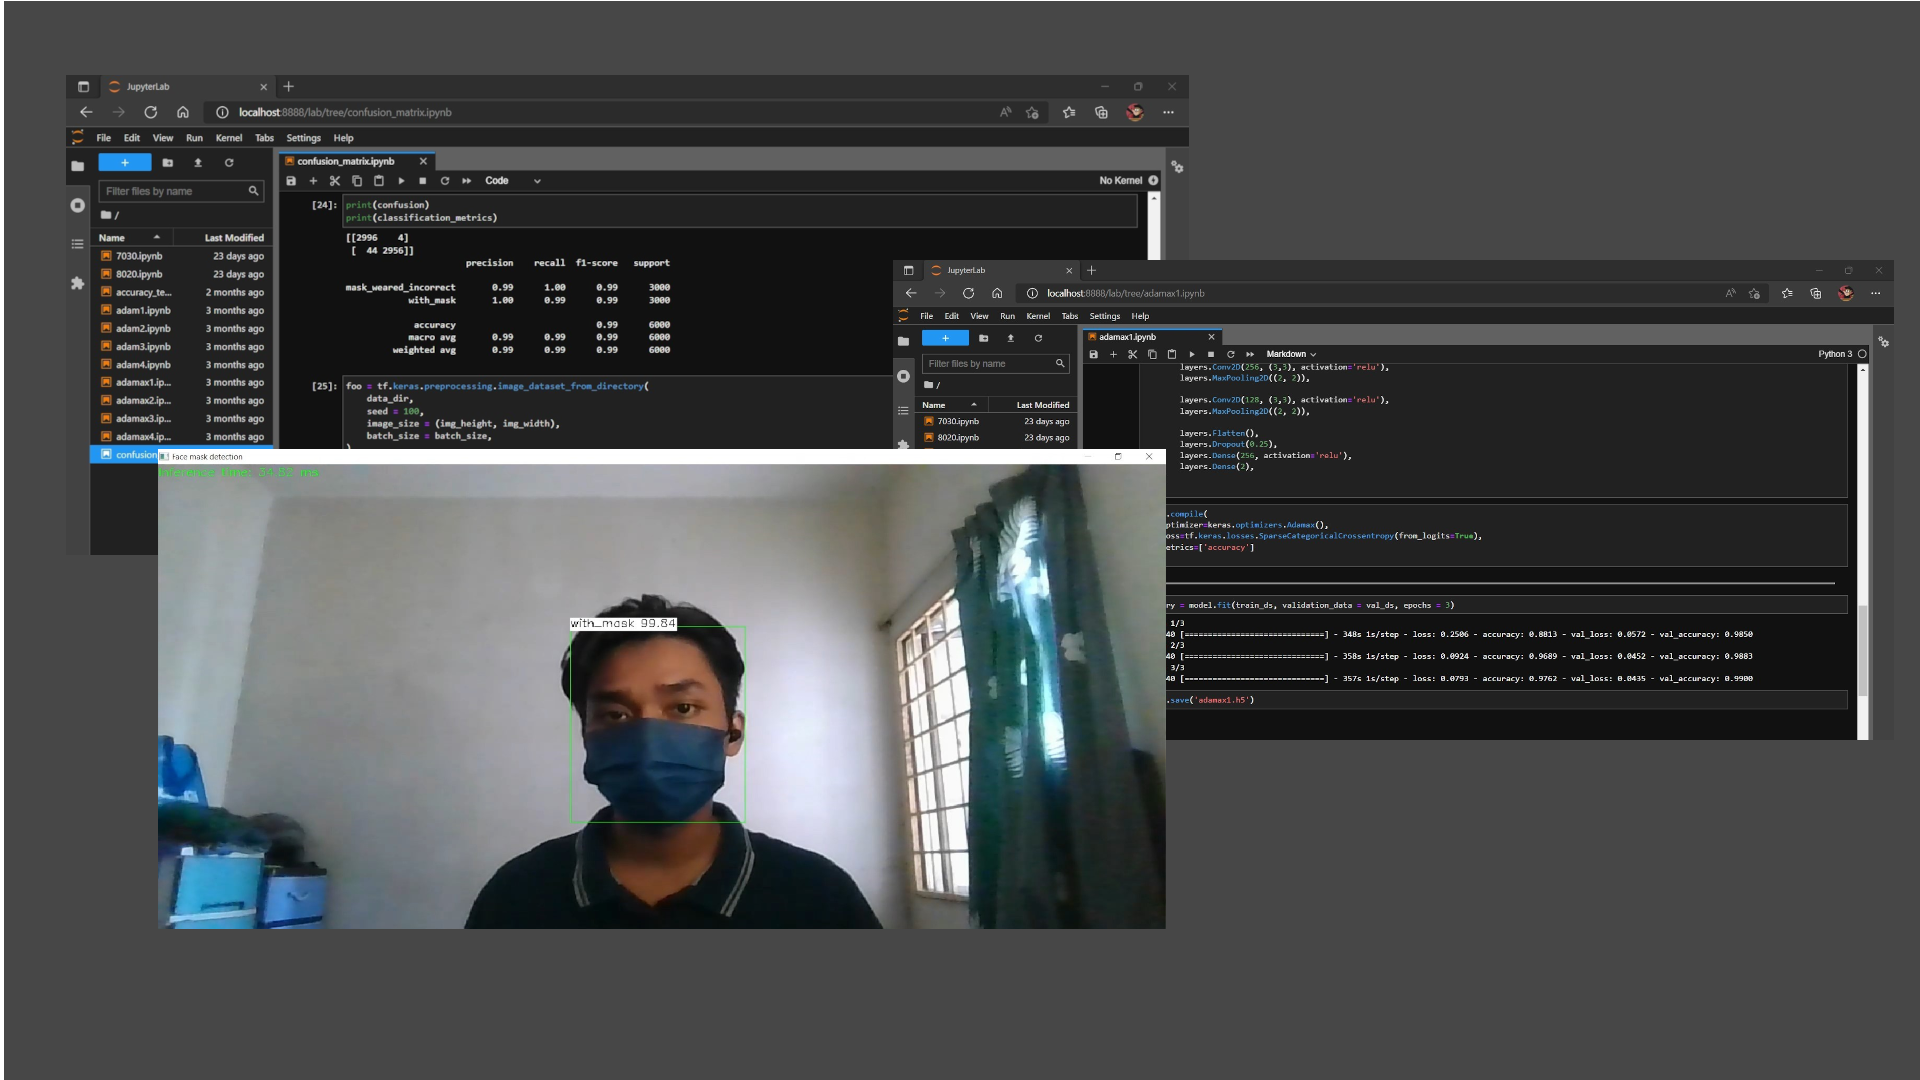 JupyterLab
localhost:8888/lab/tree/confusion_matrix.ipynb
File Edit View Run Kernel Tabs Settings Help
confusion_matrix.ipynb
Filter files by name
Code
No Kernel
/
Name Last Modified
7030.ipynb 23 days ago
8020.ipynb 23 days ago
accuracy_te... 2 months ago
adam1.ipynb 3 months ago
adam2.ipynb 3 months ago
adam3.ipynb 3 months ago
adam4.ipynb 3 months ago
adamax1.ip... 3 months ago
adamax2.ip... 3 months ago
adamax3.ip... 3 months ago
adamax4.ip... 3 months ago
confusion
[24]: print(confusion)
print(classification_metrics)
[[2996 4]
[ 44 2956]]
precision recall f1-score support
mask_weared_incorrect 0.99 1.00 0.99 3000
with_mask 1.00 0.99 0.99 3000
accuracy 0.99 6000
macro avg 0.99 0.99 0.99 6000
weighted avg 0.99 0.99 0.99 6000
[25]: foo = tf.keras.preprocessing.image_dataset_from_directory(
data_dir,
seed = 100,
image_size = (img_height, img_width),
batch_size = batch_size,
JupyterLab
localhost:8888/lab/tree/adamax1.ipynb
File Edit View Run Kernel Tabs Settings Help
adamax1.ipynb
Filter files by name
Markdown
Python 3
/
Name Last Modified
7030.ipynb 23 days ago
8020.ipynb 23 days ago
layers.Conv2D(256, (3,3), activation='relu'),
layers.MaxPooling2D((2, 2)),
layers.Conv2D(128, (3,3), activation='relu'),
layers.MaxPooling2D((2, 2)),
layers.Flatten(),
layers.Dropout(0.25),
layers.Dense(256, activation='relu'),
layers.Dense(2),
.compile(
ptimizer=keras.optimizers.Adamax(),
oss=tf.keras.losses.SparseCategoricalCrossentropy(from_logits=True),
etrics=['accuracy']
ry = model.fit(train_ds, validation_data = val_ds, epochs = 3)
1/3
40 [==============================] - 348s 1s/step - loss: 0.2506 - accuracy: 0.8813 - val_loss: 0.0572 - val_accuracy: 0.9850
2/3
40 [==============================] - 358s 1s/step - loss: 0.0924 - accuracy: 0.9689 - val_loss: 0.0452 - val_accuracy: 0.9883
3/3
40 [==============================] - 357s 1s/step - loss: 0.0793 - accuracy: 0.9762 - val_loss: 0.0435 - val_accuracy: 0.9900
.save('adamax1.h5')
Face mask detection
Inference time: ms
with_mask 99.84